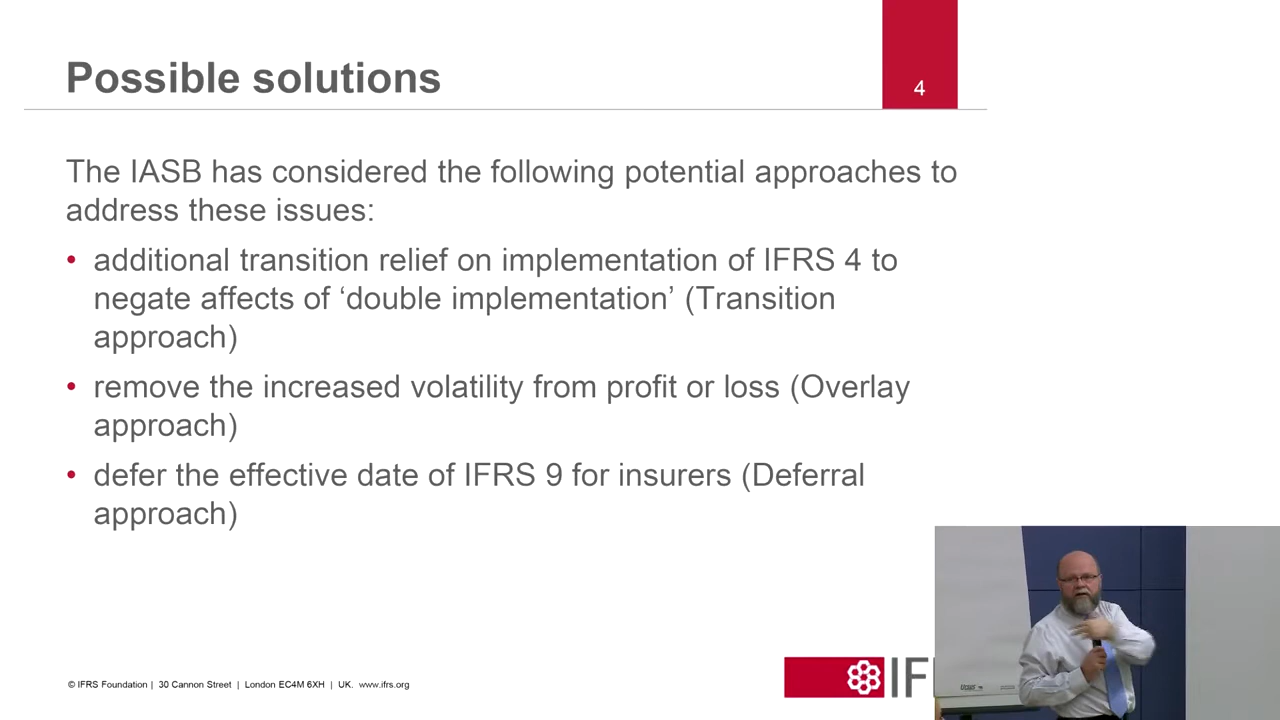 Possible solutions
4
The IASB has considered the following potential approaches to
address these issues:
• additional transition relief on implementation of IFRS 4 to
negate affects of ‘double implementation’ (Transition
approach)
• remove the increased volatility from profit or loss (Overlay
approach)
• defer the effective date of IFRS 9 for insurers (Deferral
approach)
© IFRS Foundation | 30 Cannon Street | London EC4M 6XH | UK. www.ifrs.org
IF